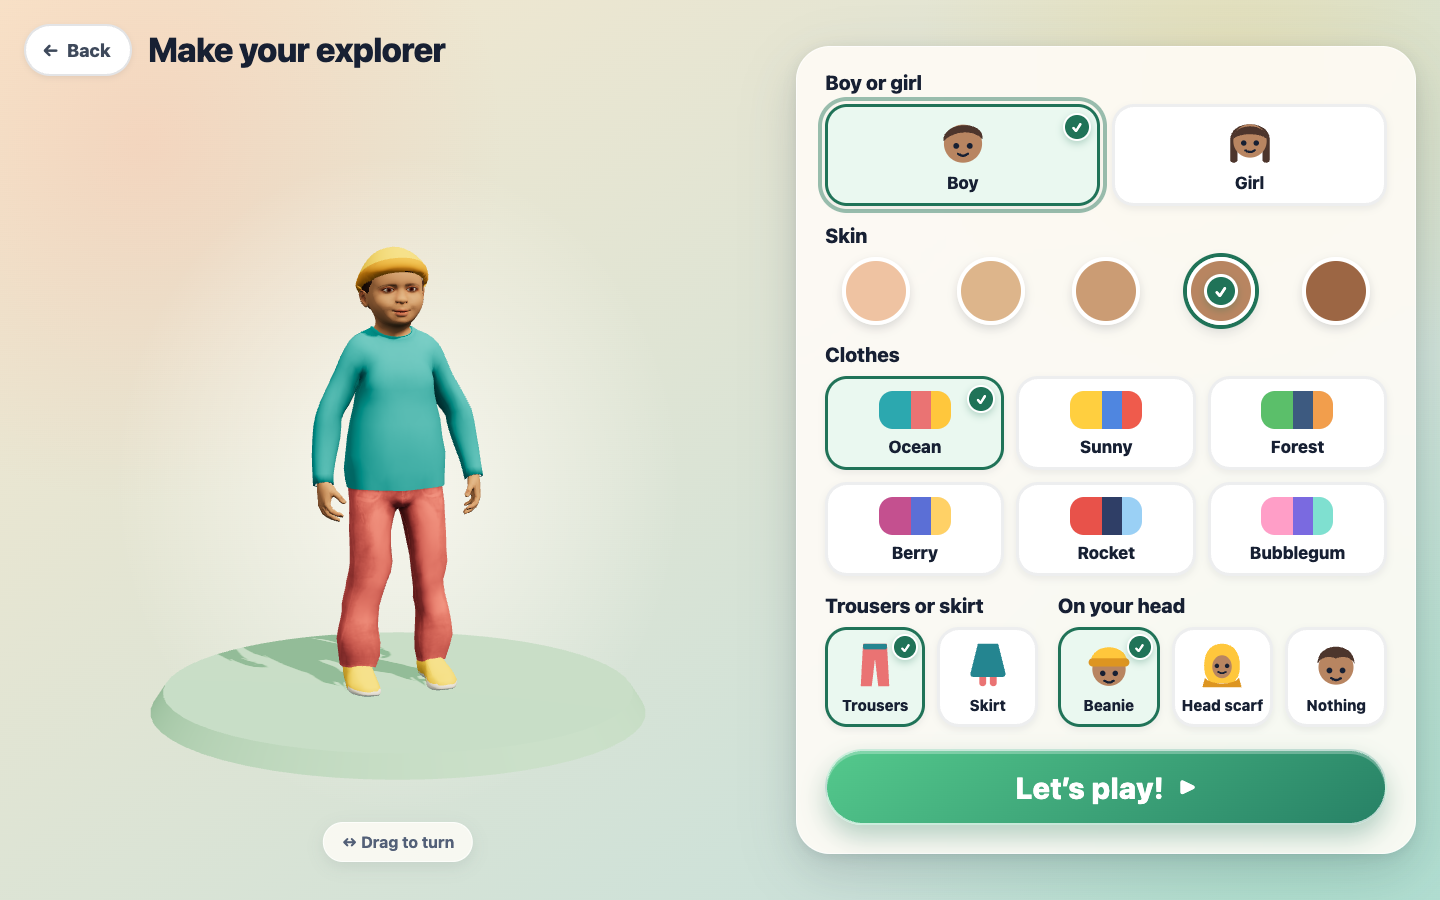 Back
Make your explorer
Boy or girl
Boy
Girl
Skin
Clothes
Ocean
Sunny
Forest
Berry
Rocket
Bubblegum
Trousers or skirt
On your head
Trousers
Skirt
Beanie
Head scarf
Nothing
Let’s play!
Drag to turn